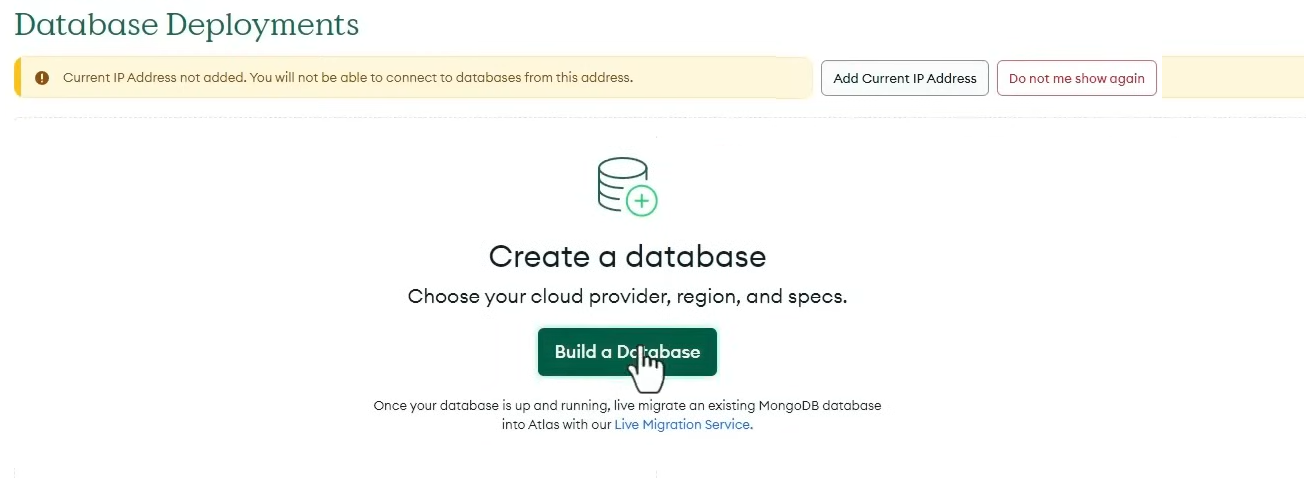 Database Deployments
Current IP Address not added. You will not be able to connect to databases from this address.
Add Current IP Address
Do not me show again
Create a database
Choose your cloud provider, region, and specs.
Build a Database
Once your database is up and running, live migrate an existing MongoDB database
into Atlas with our Live Migration Service.